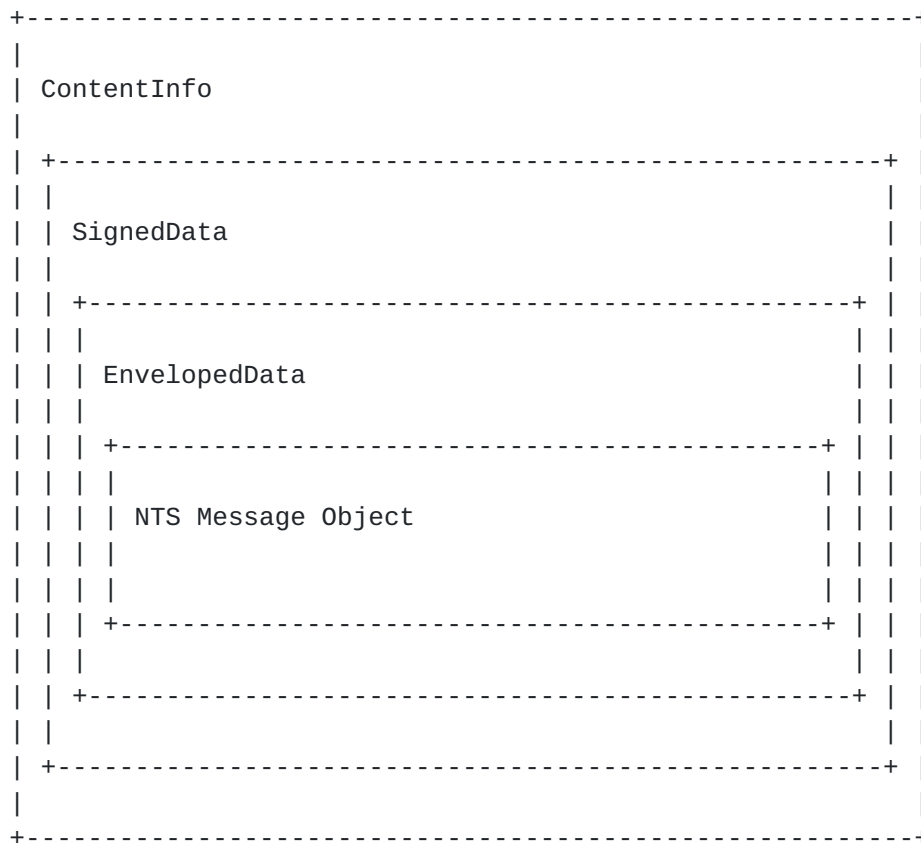 ContentInfo
SignedData
EnvelopedData
NTS Message Object